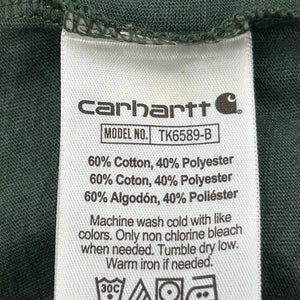 carhartt
MODEL NO. TK6589-B
60% Cotton, 40% Polyester
60% Coton, 40% Polyester
60% Algodón, 40% Poliéster
Machine wash cold with like
colors. Only non chlorine bleach
when needed. Tumble dry low.
Warm iron if needed.
30C